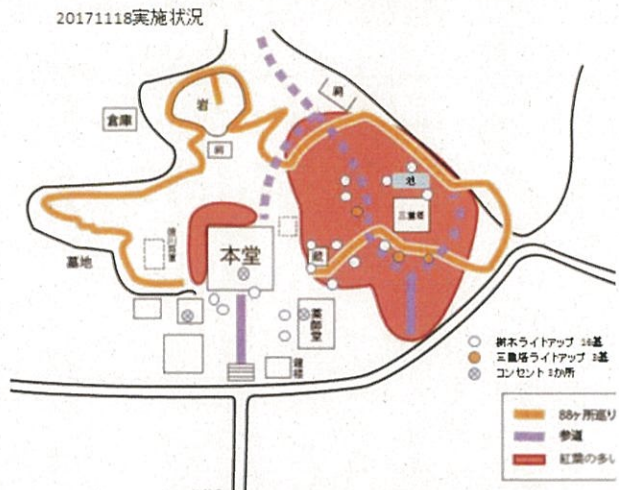 20171118実施状況
岩
祠
倉庫
祠
池
三重塔
蔵
本堂
墓地
薬師堂
鐘楼
樹木ライトアップ 16基
三重塔ライトアップ 3基
コンセント 3か所
88ヶ所巡り
参道
紅葉の多い